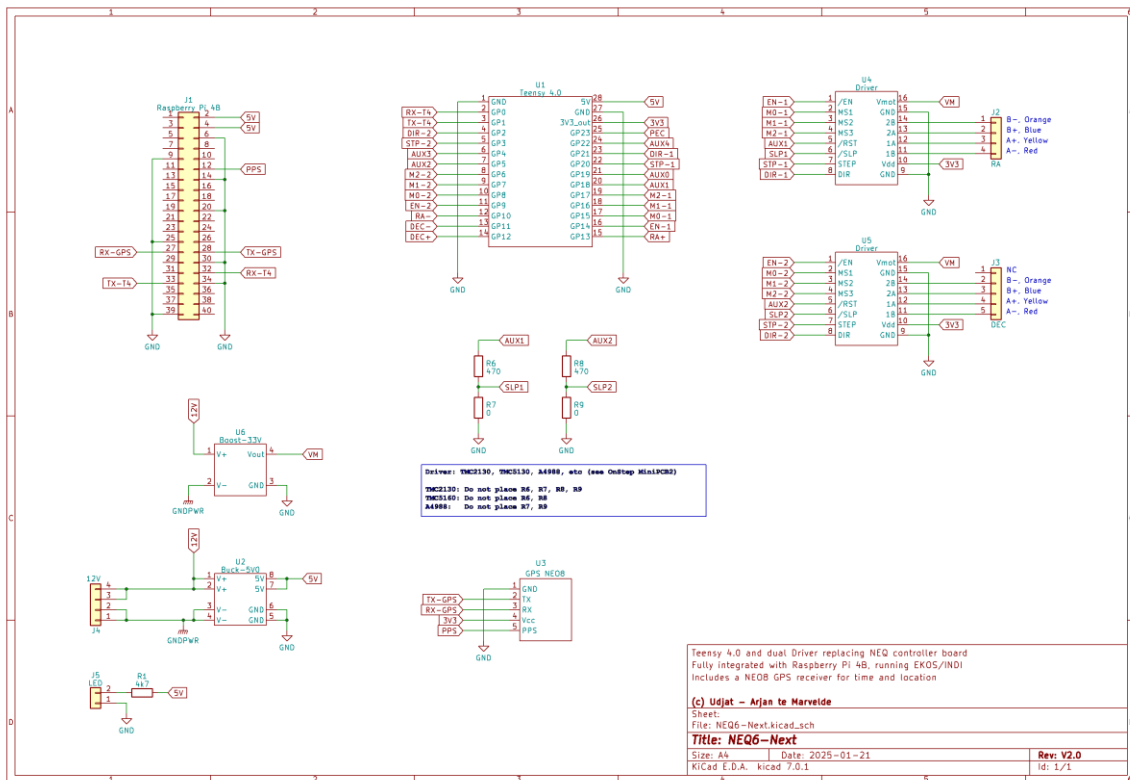 1 2 3 4 5
A
B
C
D
J1
Raspberry Pi 4B
1 2 5V
3 4 5V
5 6
7 8
9 10
11 12 PPS
13 14
15 16
17 18
19 20
21 22
23 24
25 26
RX-GPS 27 28 TX-GPS
29 30
31 32 RX-T4
TX-T4 33 34
35 36
37 38
39 40
GND GND
U1
Teensy 4.0
1 GND 5V 28 5V
RX-T4 2 GP0 GND 27
TX-T4 3 GP1 3V3_out 26 3V3
DIR-2 4 GP2 GP23 25 PEC
STP-2 5 GP3 GP22 24 AUX4
AUX3 6 GP4 GP21 23 DIR-1
AUX2 7 GP5 GP20 22 STP-1
M2-2 8 GP6 GP19 21 AUX0
M1-2 9 GP7 GP18 20 AUX1
M0-2 10 GP8 GP17 19 M2-1
EN-2 11 GP9 GP16 18 M1-1
RA- 12 GP10 GP15 17 M0-1
DEC- 13 GP11 GP14 16 EN-1
DEC+ 14 GP12 GP13 15 RA+
GND GND
U4
Driver
EN-1 1 /EN Vmot 16 VM
M0-1 2 MS1 GND 15
M1-1 3 MS2 2B 14
M2-1 4 MS3 2A 13
AUX1 5 /RST 1A 12
SLP1 6 /SLP 1B 11
STP-1 7 STEP Vdd 10 3V3
DIR-1 8 DIR GND 9
GND
J2
1 B-, Orange
2 B+, Blue
3 A+, Yellow
4 A-, Red
RA
U5
Driver
EN-2 1 /EN Vmot 16 VM
M0-2 2 MS1 GND 15
M1-2 3 MS2 2B 14
M2-2 4 MS3 2A 13
AUX2 5 /RST 1A 12
SLP2 6 /SLP 1B 11
STP-2 7 STEP Vdd 10 3V3
DIR-2 8 DIR GND 9
GND
J3
1 NC
2 B-, Orange
3 B+, Blue
4 A+, Yellow
5 A-, Red
DEC
AUX1 AUX2
R6 R8
470 470
SLP1 SLP2
R7 R9
0 0
GND GND
12V
U6
Boost-33V
1 V+ Vout 4 VM
2 V- GND 3
GNDPWR GND
Driver: TMC2130, TMC5130, A4988, etc (see OnStep MiniPCB2)
TMC2130: Do not place R6, R7, R8, R9
TMC5160: Do not place R6, R8
A4988: Do not place R7, R9
12V
U2
Buck-5V0
1 V+ 5V 8 5V
2 V+ 5V 7
3 V- GND 6
4 V- GND 5
GNDPWR GND
12V
4
3
2
1
J4
U3
GPS NEO8
1 GND
TX-GPS 2 TX
RX-GPS 3 RX
3V3 4 Vcc
PPS 5 PPS
GND
J5
LED
R1
4k7
2 5V
1
GND
Teensy 4.0 and dual Driver replacing NEQ controller board
Fully integrated with Raspberry Pi 4B, running EKOS/INDI
Includes a NEO8 GPS receiver for time and location
(c) Udjat - Arjan te Marvelde
Sheet:
File: NEQ6-Next.kicad_sch
Title: NEQ6-Next
Size: A4 Date: 2025-01-21 Rev: V2.0
KiCad E.D.A. kicad 7.0.1 Id: 1/1
1 2 3 4 5